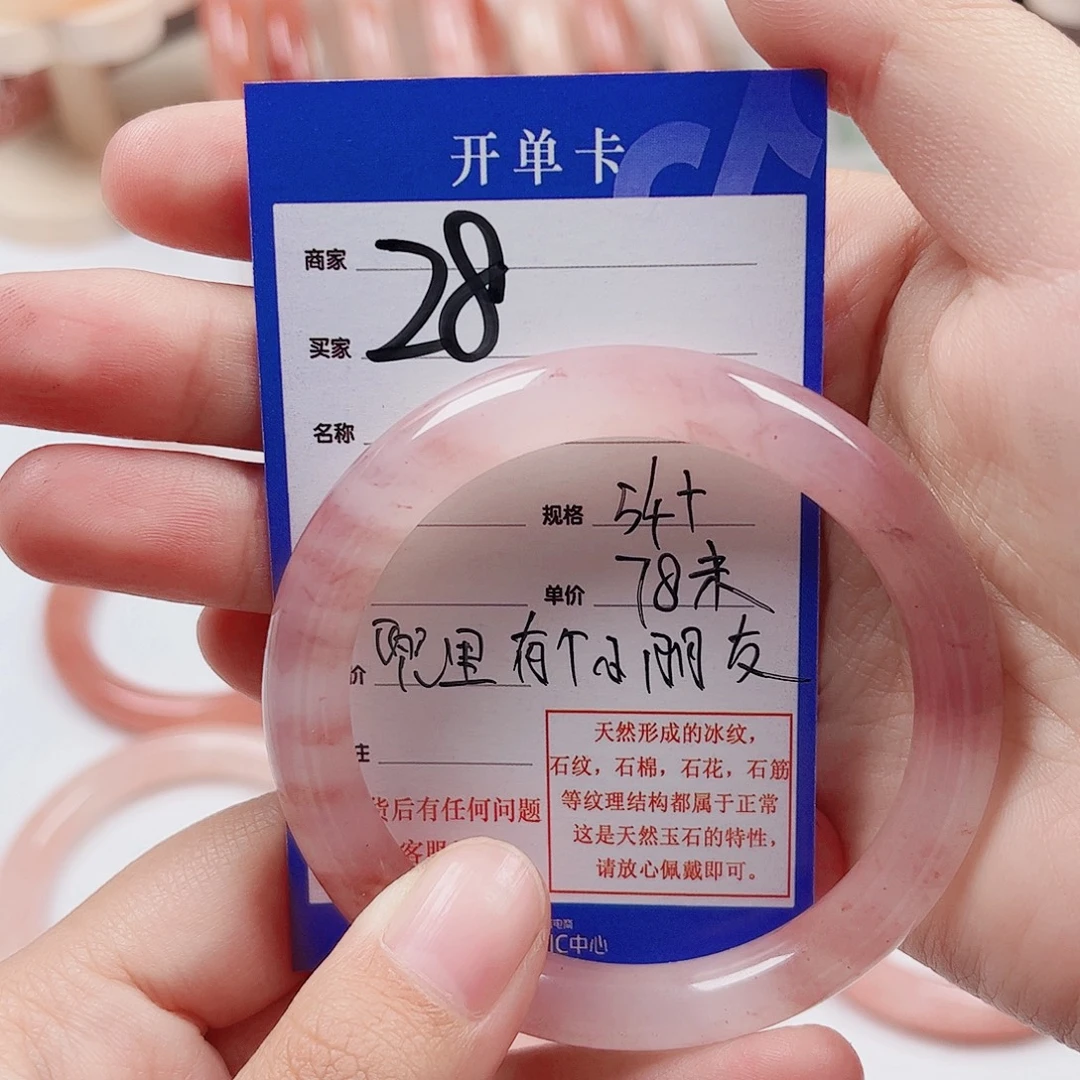 开单卡
商家 28
买家
名称
规格 54+
单价 78未
价 兜里有个小朋友
主
货后有任何问题
客服
天然形成的冰纹，
石纹，石棉，石花，石筋
等纹理结构都属于正常
这是天然玉石的特性，
请放心佩戴即可。
IC中心